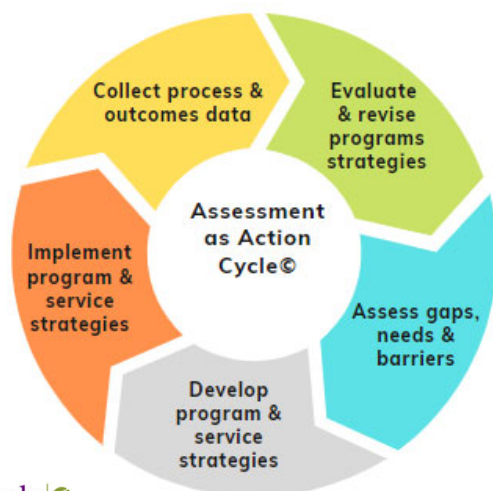 Collect process &
outcomes data
Evaluate
& revise
programs
strategies
Assessment
as Action
Cycle©
Implement
program &
service
strategies
Assess gaps,
needs &
barriers
Develop
program &
service
strategies